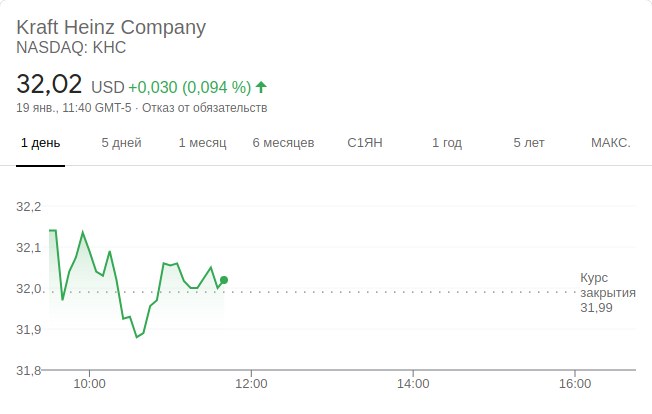 Kraft Heinz Company
NASDAQ: KHC
32,02 USD +0,030 (0,094 %)
19 янв., 11:40 GMT-5 · Отказ от обязательств
1 день 5 дней 1 месяц 6 месяцев С1ЯН 1 год 5 лет МАКС.
32,2
32,1
32,0
31,9
31,8
Курс
закрытия
31,99
10:00 12:00 14:00 16:00